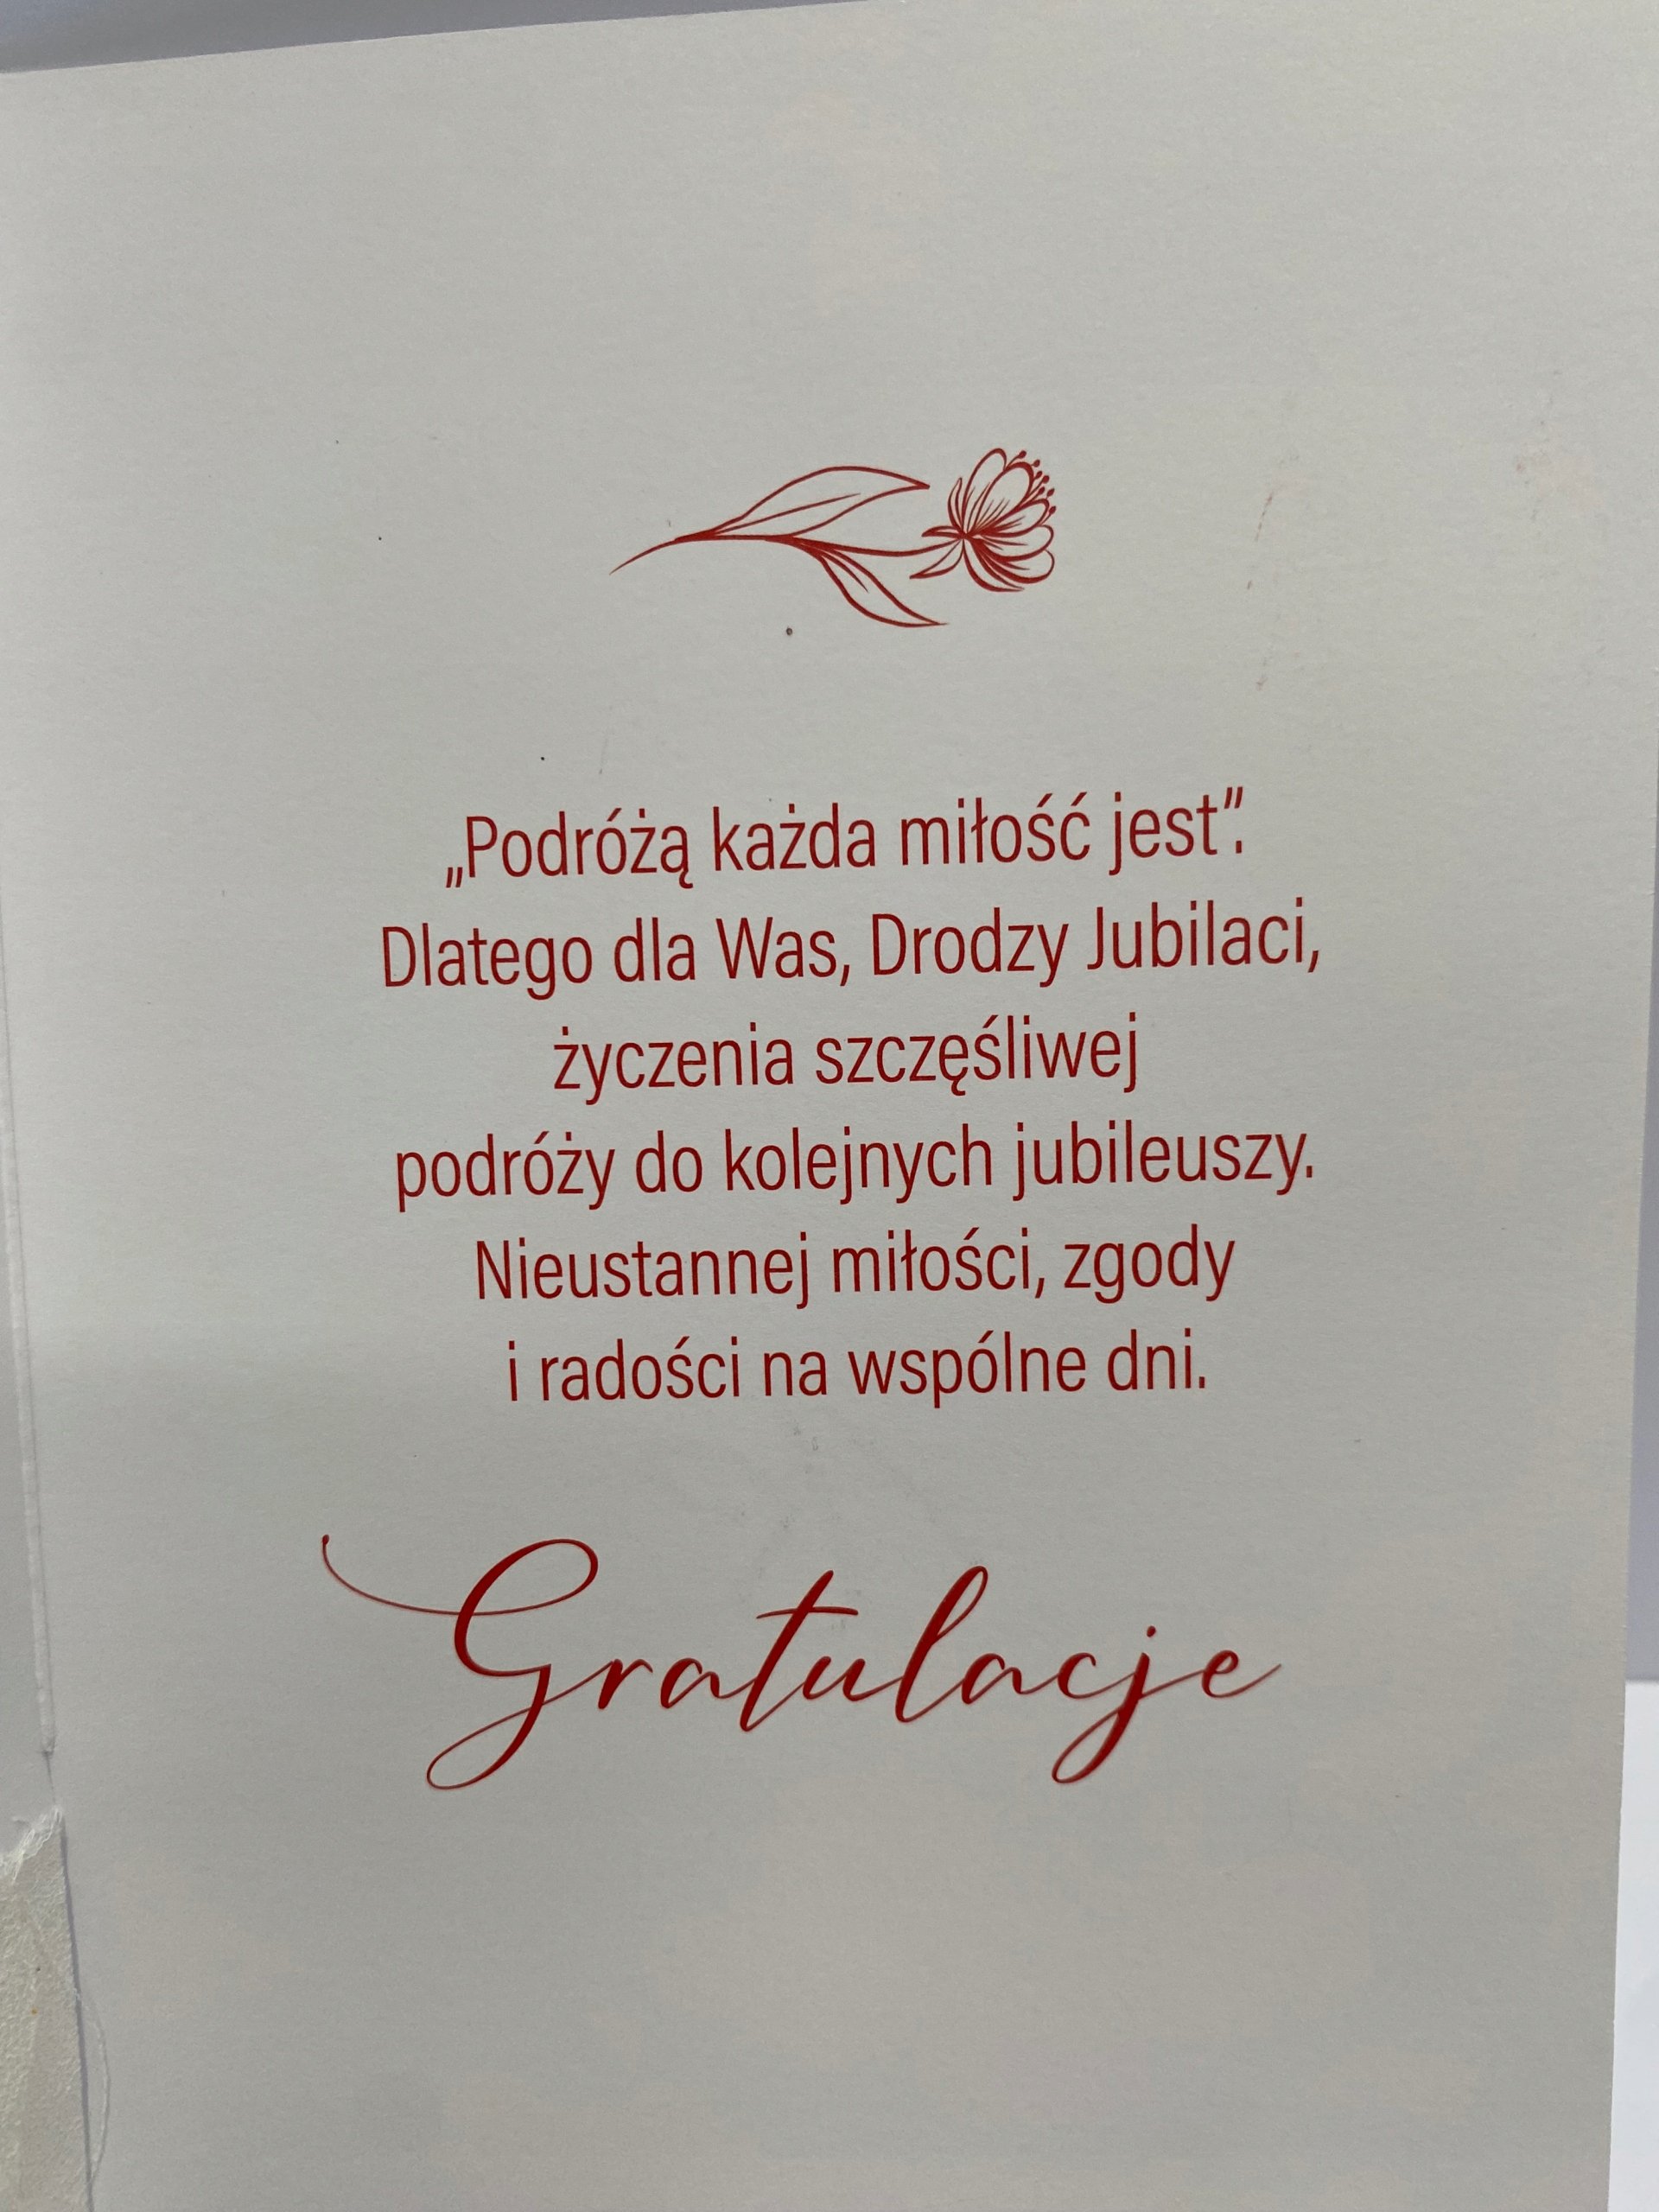 „Podróżą każda miłość jest”.
Dlatego dla Was, Drodzy Jubilaci,
życzenia szczęśliwej
podróży do kolejnych jubileuszy.
Nieustannej miłości, zgody
i radości na wspólne dni.
Gratulacje